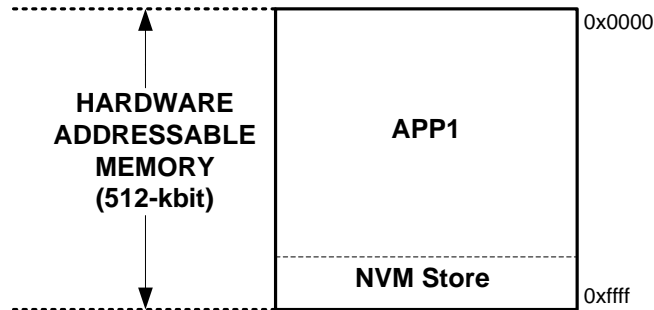 0x0000
HARDWARE
ADDRESSABLE
MEMORY
(512-kbit)
APP1
NVM Store
0xffff